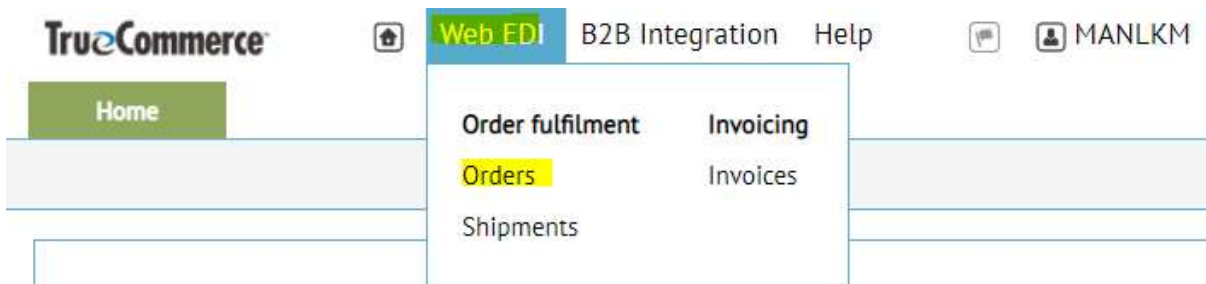 TrueCommerce Web EDI B2B Integration Help MANLKM
Home
Order fulfilment Invoicing
Orders Invoices
Shipments